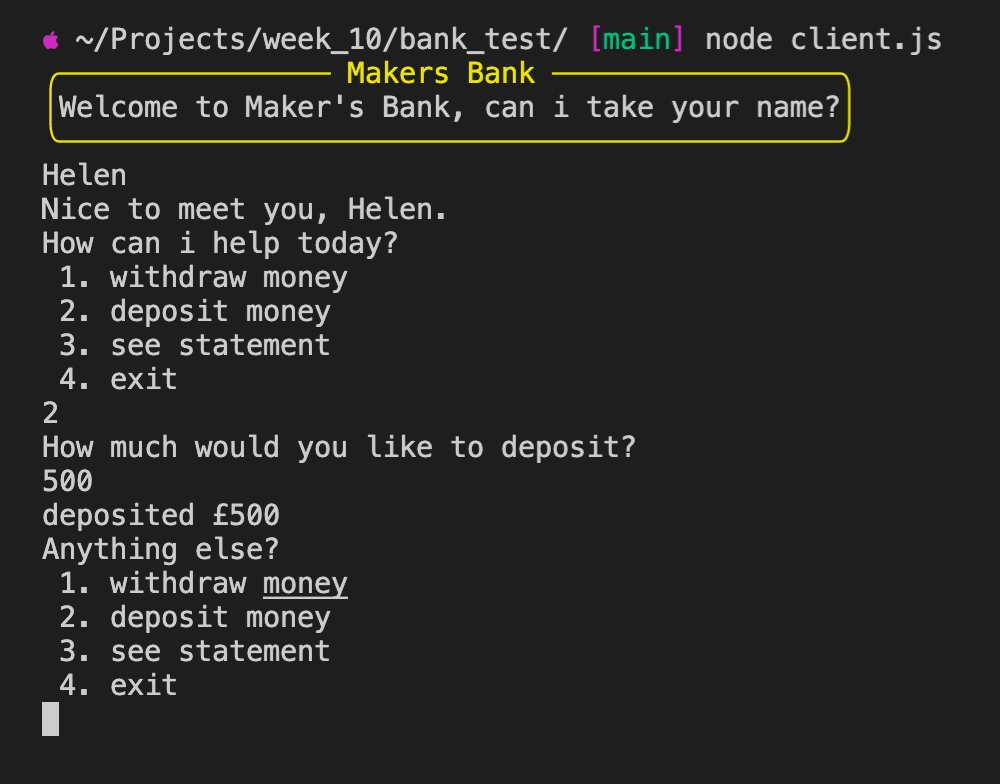 ~/Projects/week_10/bank_test/ [main] node client.js
Makers Bank
Welcome to Maker's Bank, can i take your name?
Helen
Nice to meet you, Helen.
How can i help today?
1. withdraw money
2. deposit money
3. see statement
4. exit
2
How much would you like to deposit?
500
deposited £500
Anything else?
1. withdraw money
2. deposit money
3. see statement
4. exit